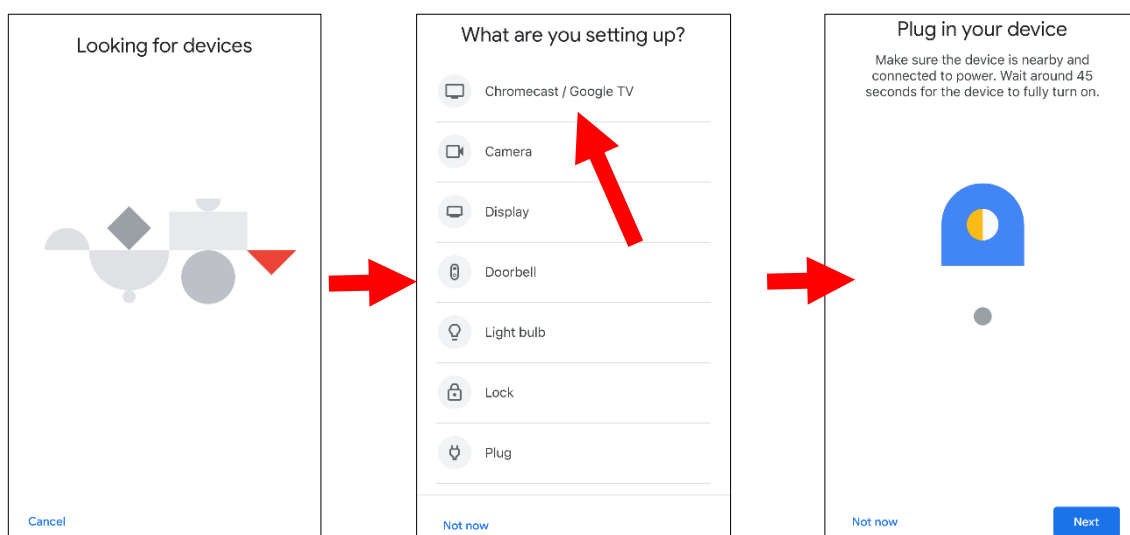 Looking for devices
Cancel
What are you setting up?
Chromecast / Google TV
Camera
Display
Doorbell
Light bulb
Lock
Plug
Not now
Plug in your device
Make sure the device is nearby and
connected to power. Wait around 45
seconds for the device to fully turn on.
Not now
Next